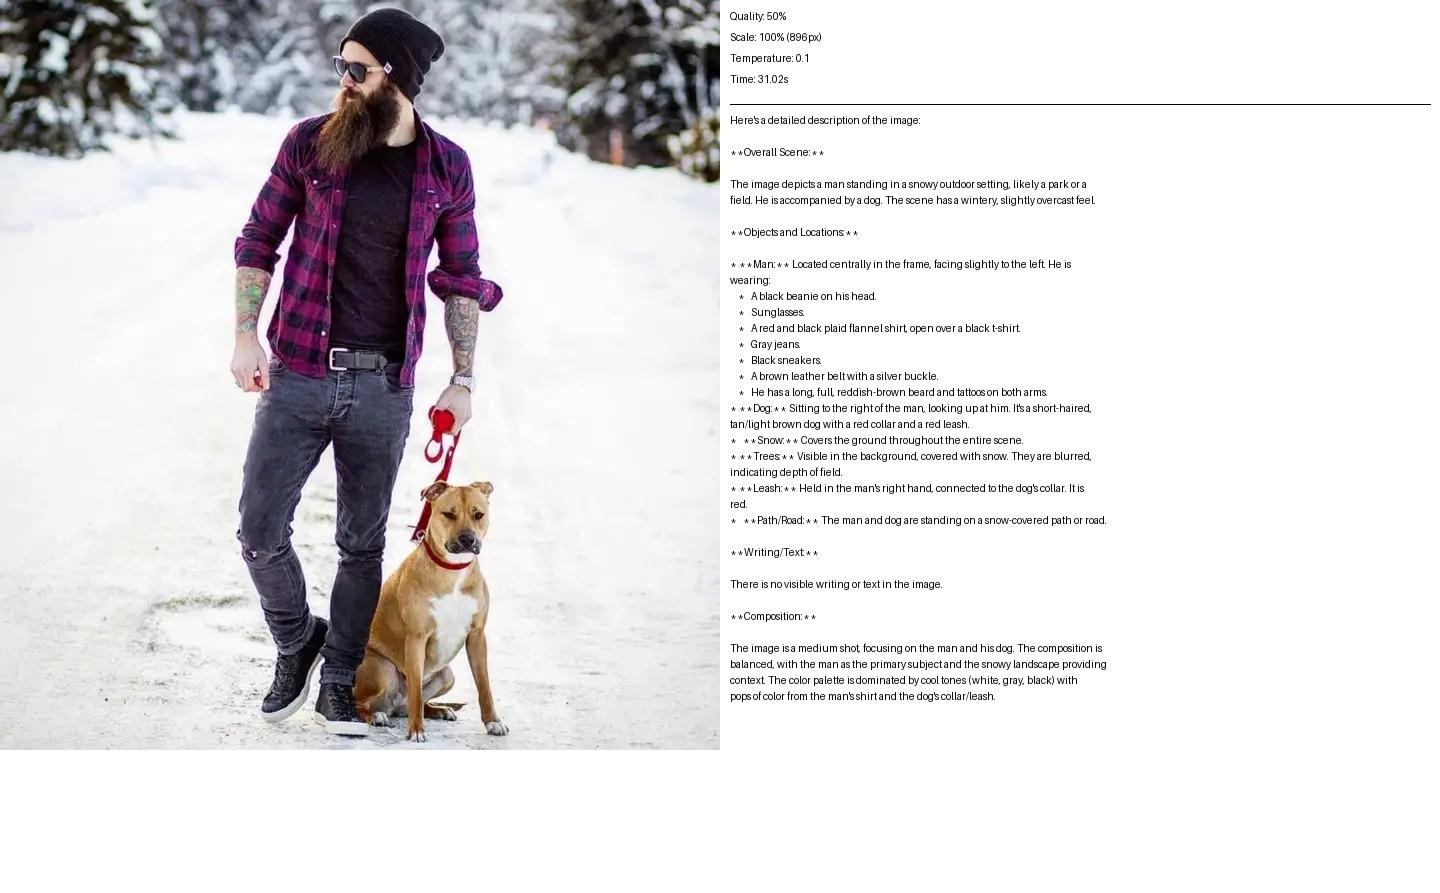 Quality: 50%
Scale: 100% (896px)
Temperature: 0.1
Time: 31.02s
Here's a detailed description of the image:
**Overall Scene:**
The image depicts a man standing in a snowy outdoor setting, likely a park or a
field. He is accompanied by a dog. The scene has a wintery, slightly overcast feel.
**Objects and Locations:**
* **Man:** Located centrally in the frame, facing slightly to the left. He is
wearing:
* A black beanie on his head.
* Sunglasses.
* A red and black plaid flannel shirt, open over a black t-shirt.
* Gray jeans.
* Black sneakers.
* A brown leather belt with a silver buckle.
* He has a long, full, reddish-brown beard and tattoos on both arms.
* **Dog:** Sitting to the right of the man, looking up at him. It's a short-haired,
tan/light brown dog with a red collar and a red leash.
* **Snow:** Covers the ground throughout the entire scene.
* **Trees:** Visible in the background, covered with snow. They are blurred,
indicating depth of field.
* **Leash:** Held in the man's right hand, connected to the dog's collar. It is
red.
* **Path/Road:** The man and dog are standing on a snow-covered path or road.
**Writing/Text:**
There is no visible writing or text in the image.
**Composition:**
The image is a medium shot, focusing on the man and his dog. The composition is
balanced, with the man as the primary subject and the snowy landscape providing
context. The color palette is dominated by cool tones (white, gray, black) with
pops of color from the man's shirt and the dog's collar/leash.